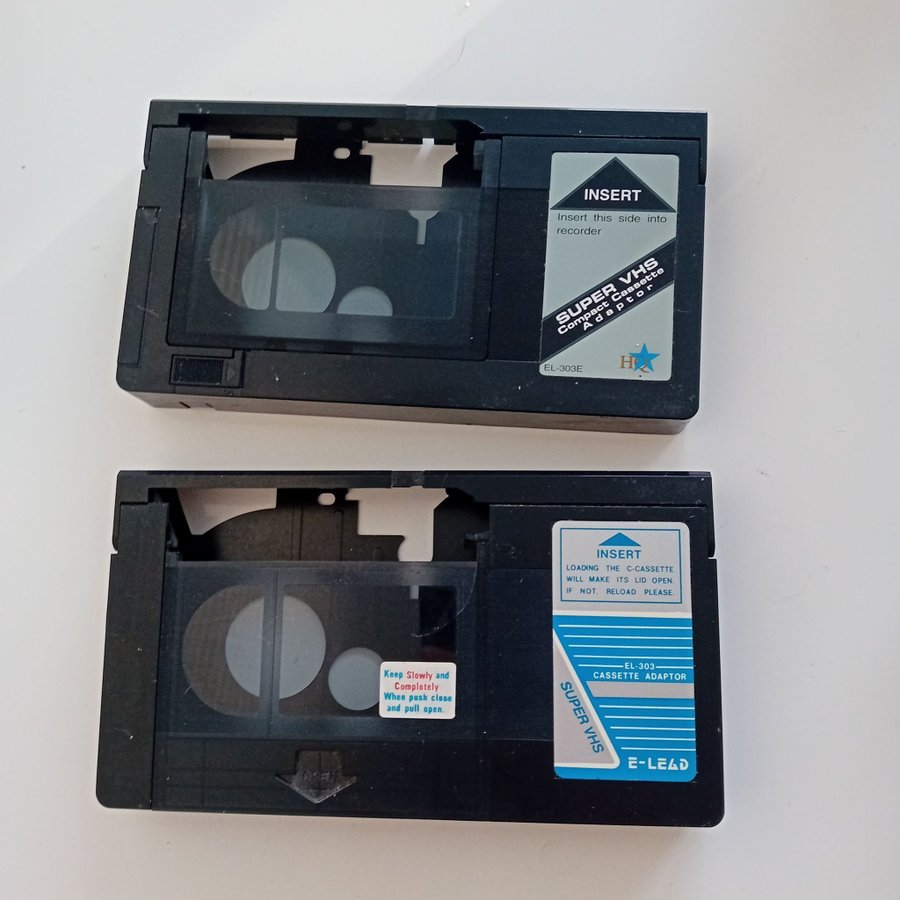 INSERT
Insert this side into
recorder
SUPER VHS
Compact Cassette
Adaptor
HQ
EL-303E
INSERT
LOADING THE C-CASSETTE
WILL MAKE ITS LID OPEN.
IF NOT, RELOAD PLEASE.
EL-303
CASSETTE ADAPTOR
SUPER VHS
E-LEAD
Keep Slowly and
Completely
When push close
and pull open.
OPEN